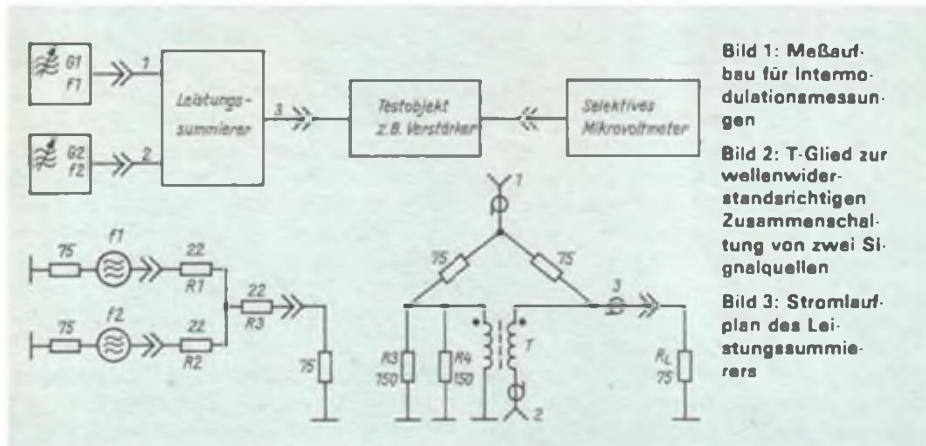 G1
f1
1
Leistungs-
summierer
3
Testobjekt
z.B. Verstärker
Selektives
Mikrovoltmeter
G2
f2
2
Bild 1: Meßauf-
bau für Intermo-
dulationsmessun-
gen
Bild 2: T-Glied zur
wellenwider-
standsrichtigen
Zusammenschal-
tung von zwei Si-
gnalquellen
Bild 3: Stromlauf-
plan des Lei-
stungssummie-
rers
75
f1
22
R1
22
R3
75
f2
22
R2
75
1
75
75
3
R3
150
R4
150
T
2
RL
75